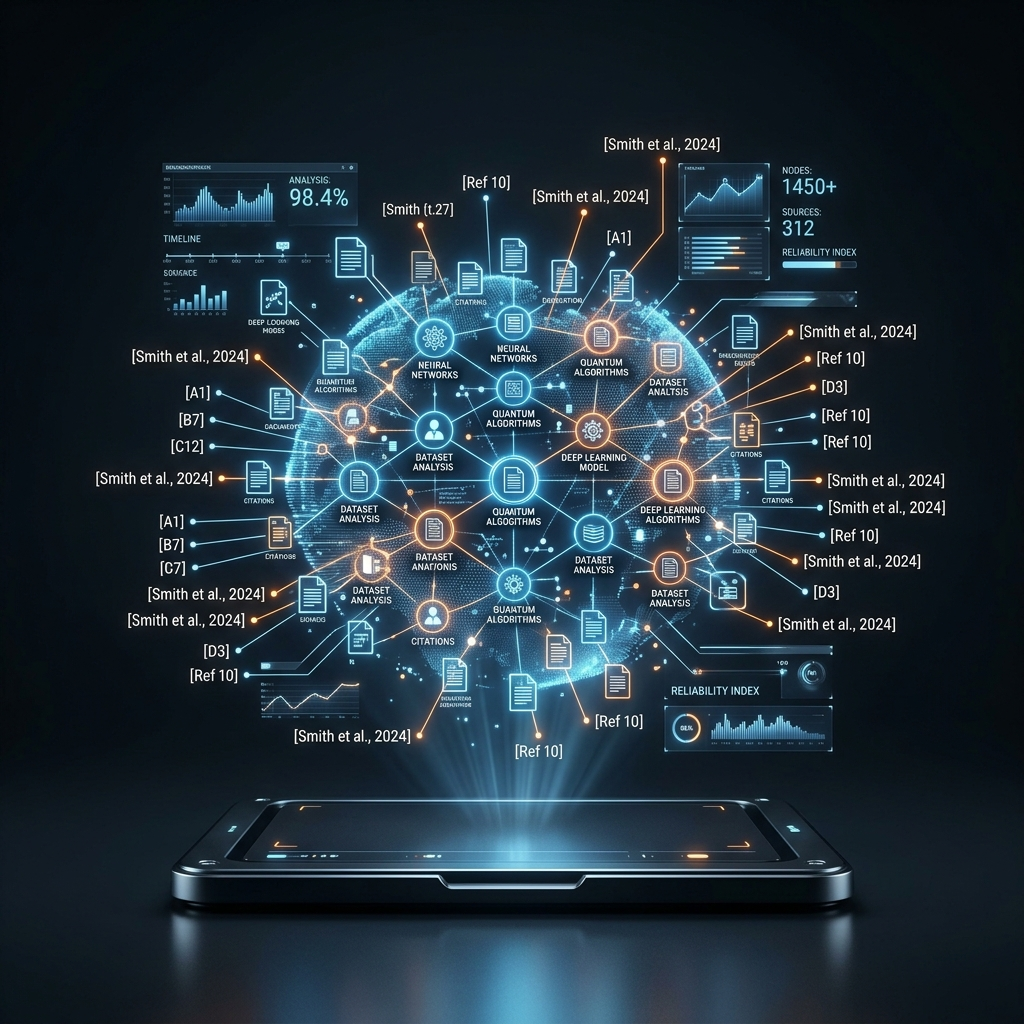 [Smith et al., 2024]
ANALYSIS:
98.4%
[Ref 10]
[Smith (t.27]
[Smith et al., 2024]
[A1]
NODES:
1450+
SOURCES:
312
RELIABILITY INDEX
TIMELINE
CITATIONS
NEURAL
NETWORKS
NEURAL
NETWORKS
QUANTUM
ALGORITHMS
DATASET
ANALTSIS
[Smith et al., 2024]
[Smith et al., 2024]
[Ref 10]
[D3]
[A1]
[B7]
[C12]
QUANTUM
ALGORITHMS
[Ref 10]
[Ref 10]
DATASET
ANALYSIS
DEEP LEARNING
MODEL
CITATIONS
[Smith et al., 2024]
CITATIONS
DATASET
ANALYSIS
QUANTUM
ALGOGITHMS
DEEP LEARNING
ALGORITHMS
CITATIONS
[Smith et al., 2024]
[Smith et al., 2024]
[A1]
[B7]
[C7]
DATASET
ANALYSIS
[Ref 10]
[Smith et al., 2024]
[Smith et al., 2024]
[Smith et al., 2024]
DATASET
ANALYSIS
CITATIONS
QUANTUM
ALGORITHMS
DATASET
ANALYSIS
[D3]
[Smith et al., 2024]
[D3]
[Ref 10]
RELIABILITY INDEX
[Smith et al., 2024]
[Ref 10]
[Ref 10]